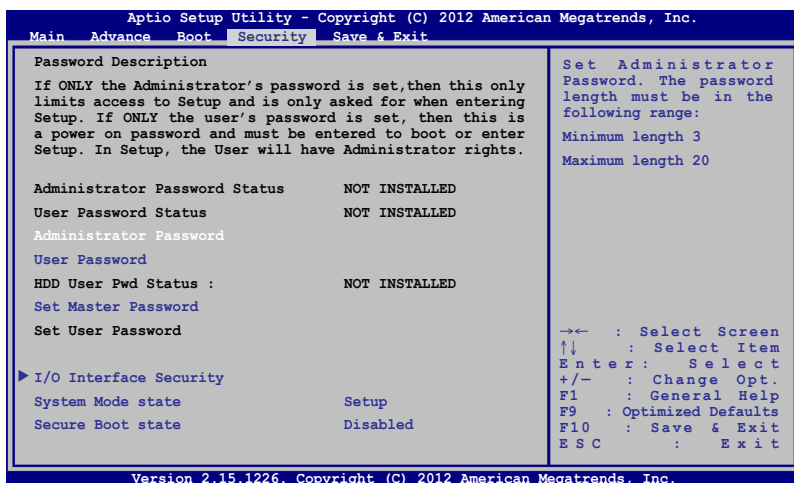 Aptio Setup Utility - Copyright (C) 2012 American Megatrends, Inc.
Main Advance Boot Security Save & Exit
Password Description
If ONLY the Administrator's password is set,then this only
limits access to Setup and is only asked for when entering
Setup. If ONLY the user's password is set, then this is
a power on password and must be entered to boot or enter
Setup. In Setup, the User will have Administrator rights.
Administrator Password Status NOT INSTALLED
User Password Status NOT INSTALLED
Administrator Password
User Password
HDD User Pwd Status : NOT INSTALLED
Set Master Password
Set User Password
I/O Interface Security
System Mode state Setup
Secure Boot state Disabled
Set Administrator
Password. The password
length must be in the
following range:
Minimum length 3
Maximum length 20
→← : Select Screen
↑↓ : Select Item
Enter: Select
+/— : Change Opt.
F1 : General Help
F9 : Optimized Defaults
F10 : Save & Exit
ESC : Exit
Version 2.15.1226. Copyright (C) 2012 American Megatrends, Inc.